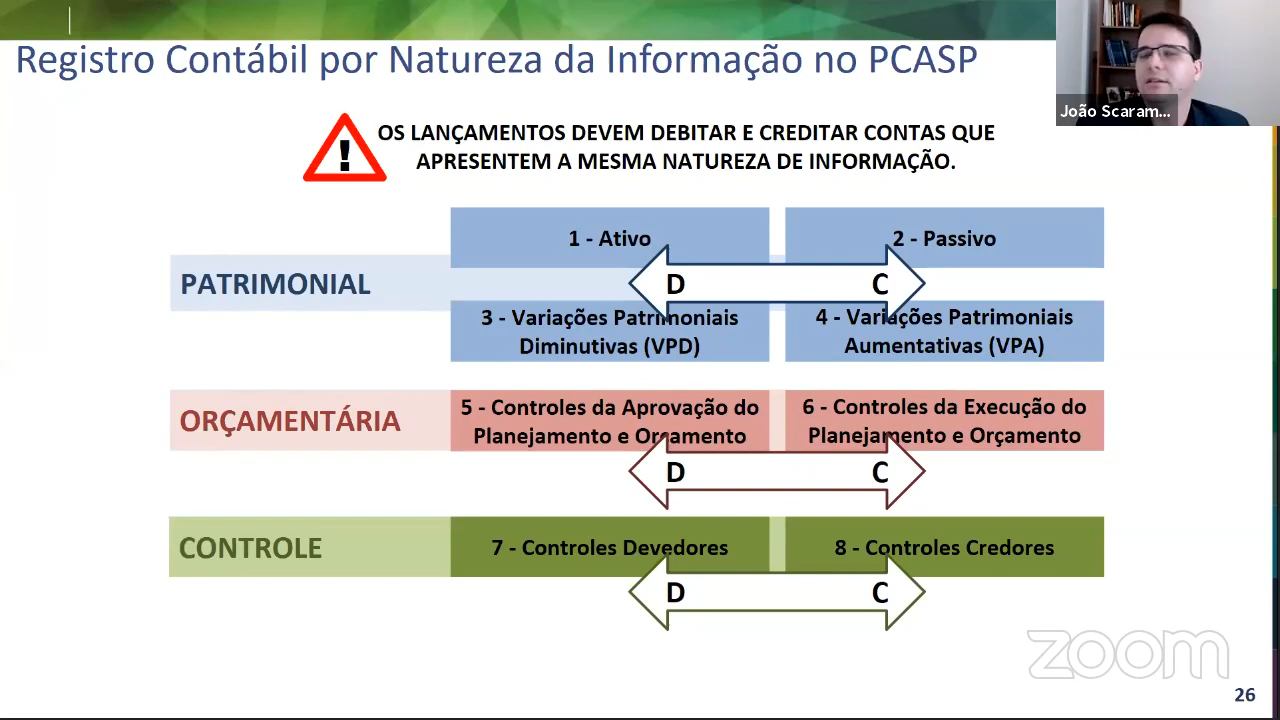 Registro Contábil por Natureza da Informação no PCASP
João Scaram...
!
OS LANÇAMENTOS DEVEM DEBITAR E CREDITAR CONTAS QUE
APRESENTEM A MESMA NATUREZA DE INFORMAÇÃO.
1 - Ativo
2 - Passivo
PATRIMONIAL
D
C
3 - Variações Patrimoniais
Diminutivas (VPD)
4 - Variações Patrimoniais
Aumentativas (VPA)
ORÇAMENTÁRIA
5 - Controles da Aprovação do
Planejamento e Orçamento
6 - Controles da Execução do
Planejamento e Orçamento
D
C
CONTROLE
7 - Controles Devedores
8 - Controles Credores
D
C
zoom
26